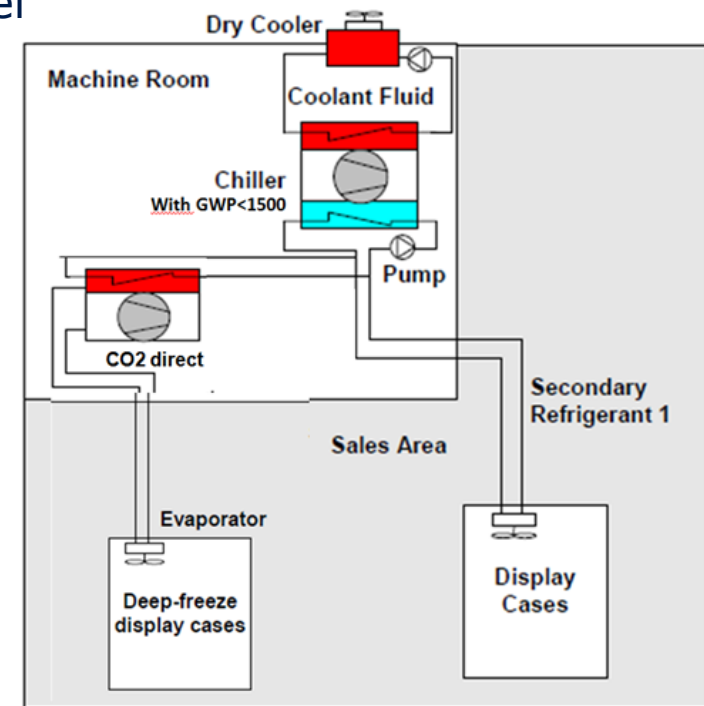 Dry Cooler
Machine Room
Coolant Fluid
Chiller
With GWP<1500
Pump
CO2 direct
Secondary
Refrigerant 1
Sales Area
Evaporator
Deep-freeze
display cases
Display
Cases